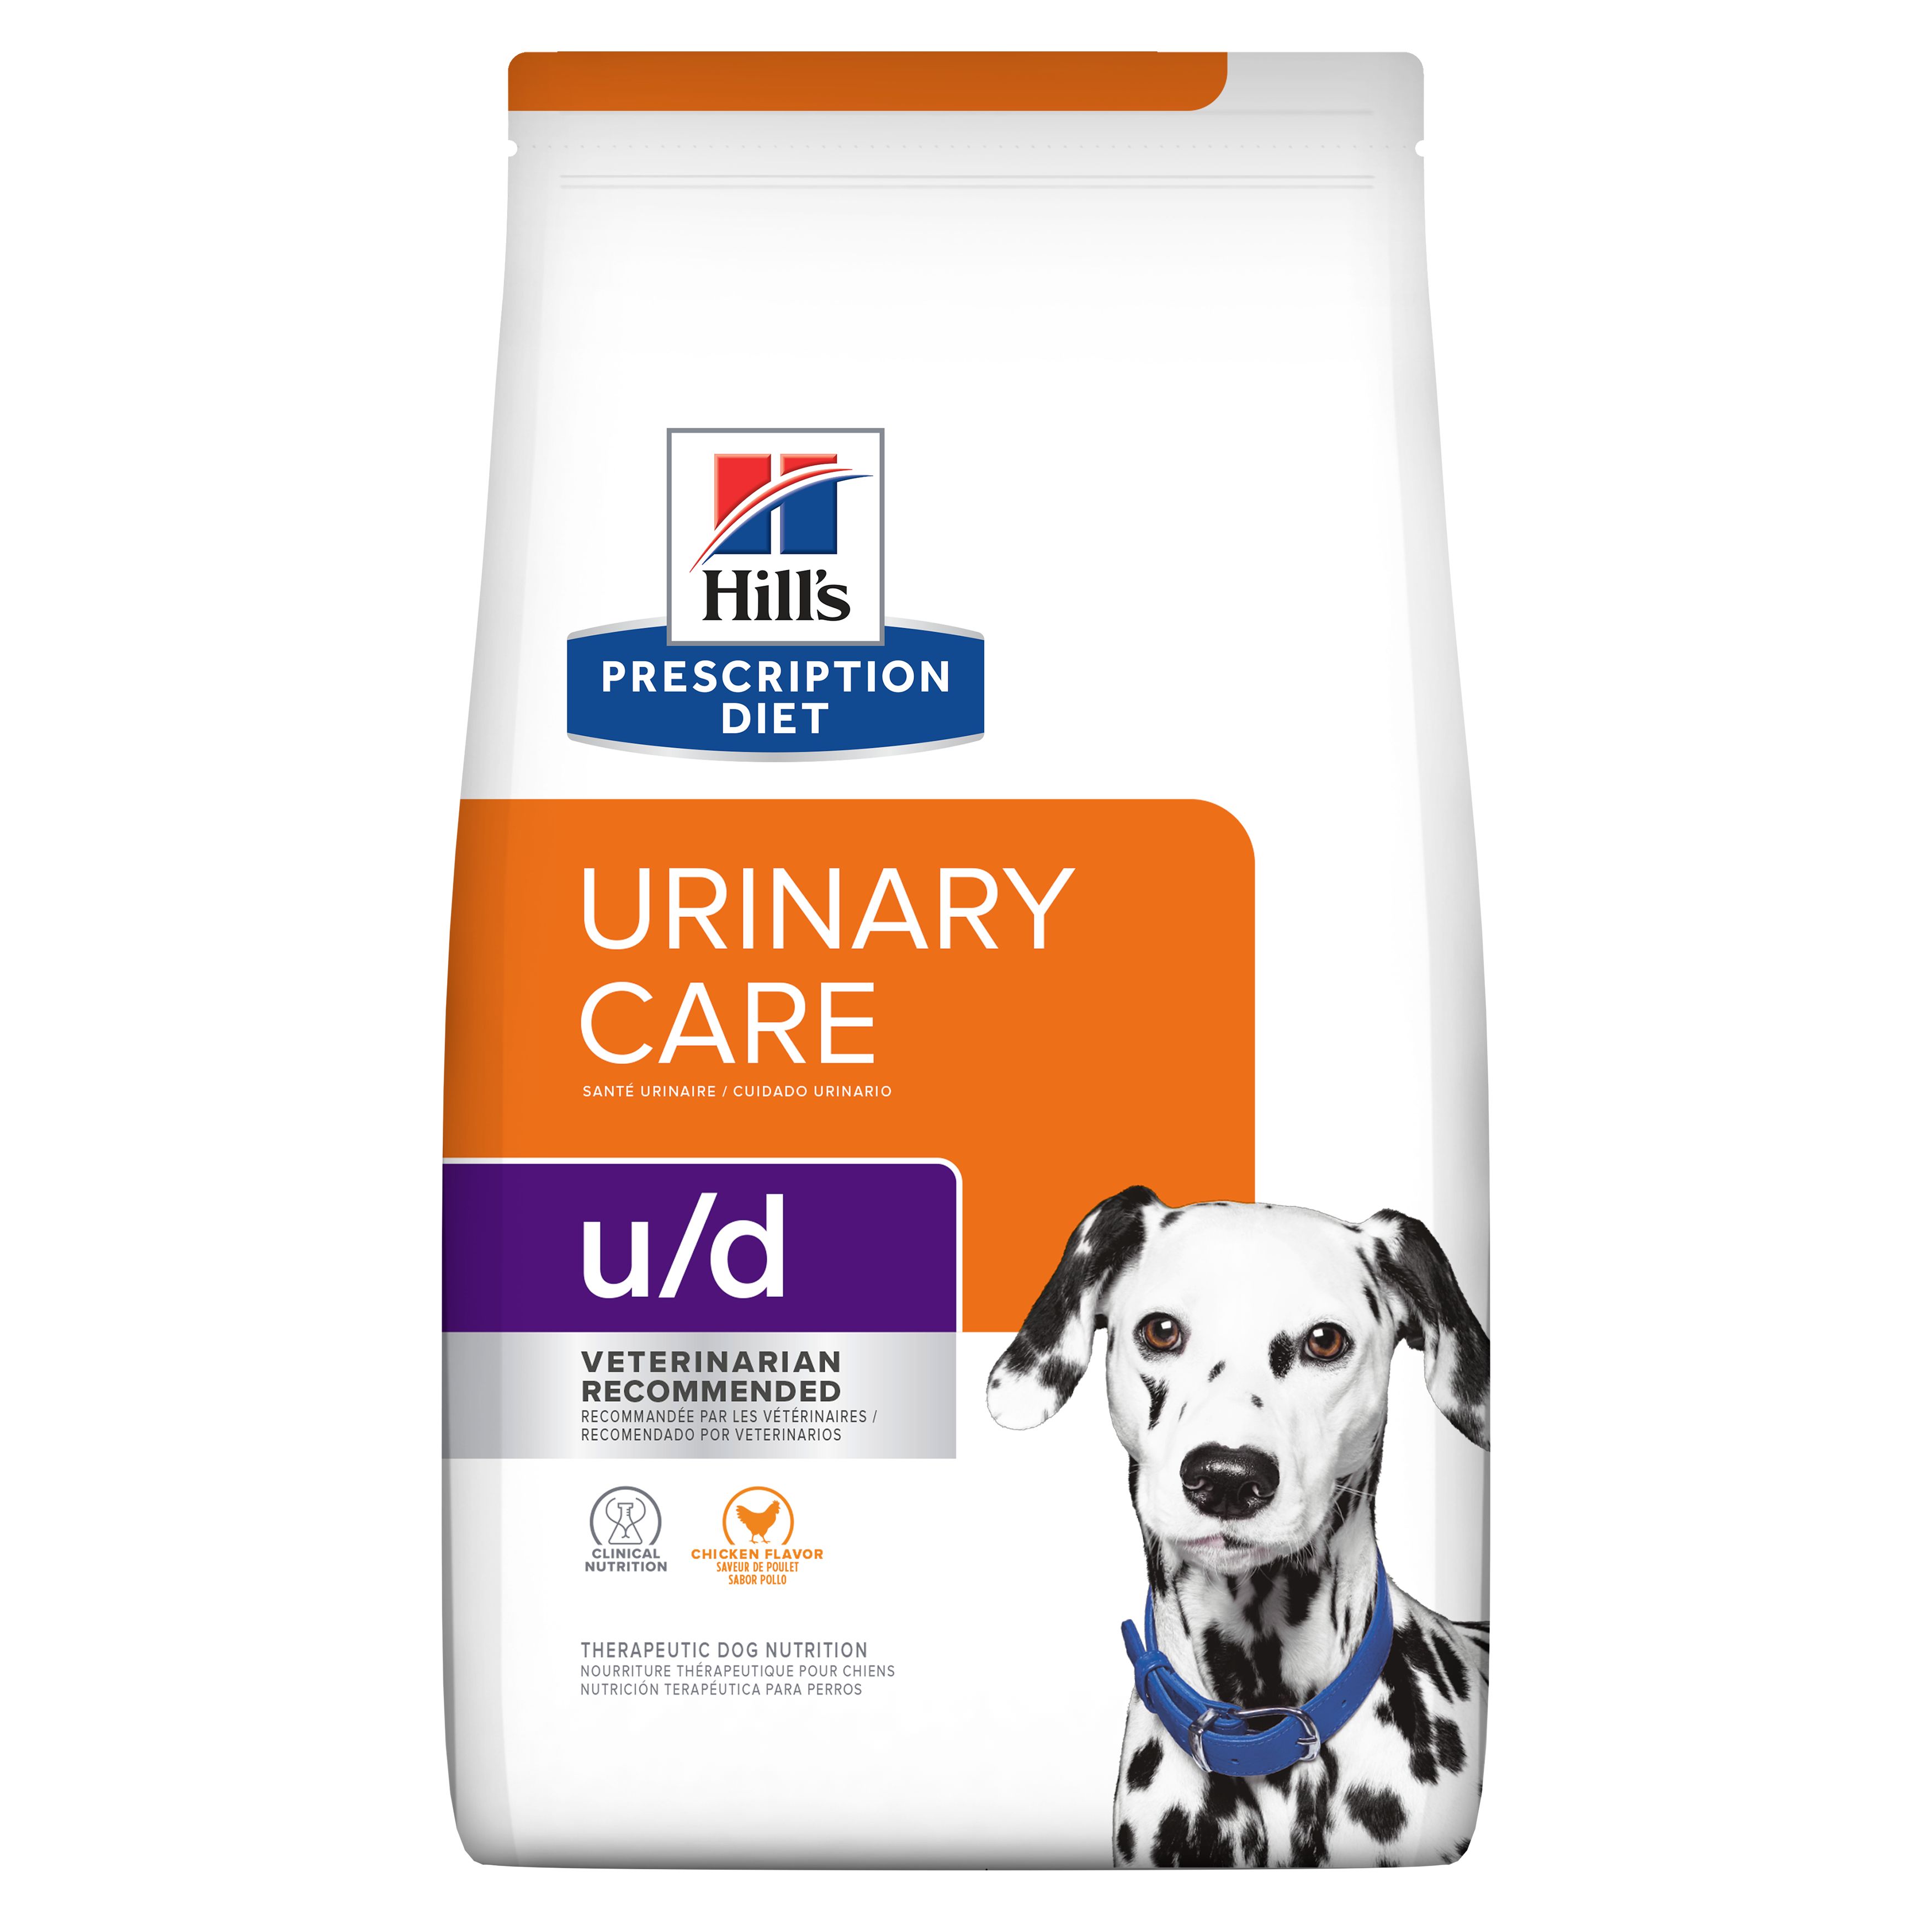 Hill's
PRESCRIPTION
DIET
URINARY
CARE
SANTÉ URINAIRE / CUIDADO URINARIO
u/d
VETERINARIAN
RECOMMENDED
RECOMMANDÉE PAR LES VÉTÉRINAIRES /
RECOMENDADO POR VETERINARIOS
CLINICAL
NUTRITION
CHICKEN FLAVOR
SAVEUR DE POULET
SABOR POLLO
THERAPEUTIC DOG NUTRITION
NOURRITURE THÉRAPEUTIQUE POUR CHIENS
NUTRICIÓN TERAPÉUTICA PARA PERROS